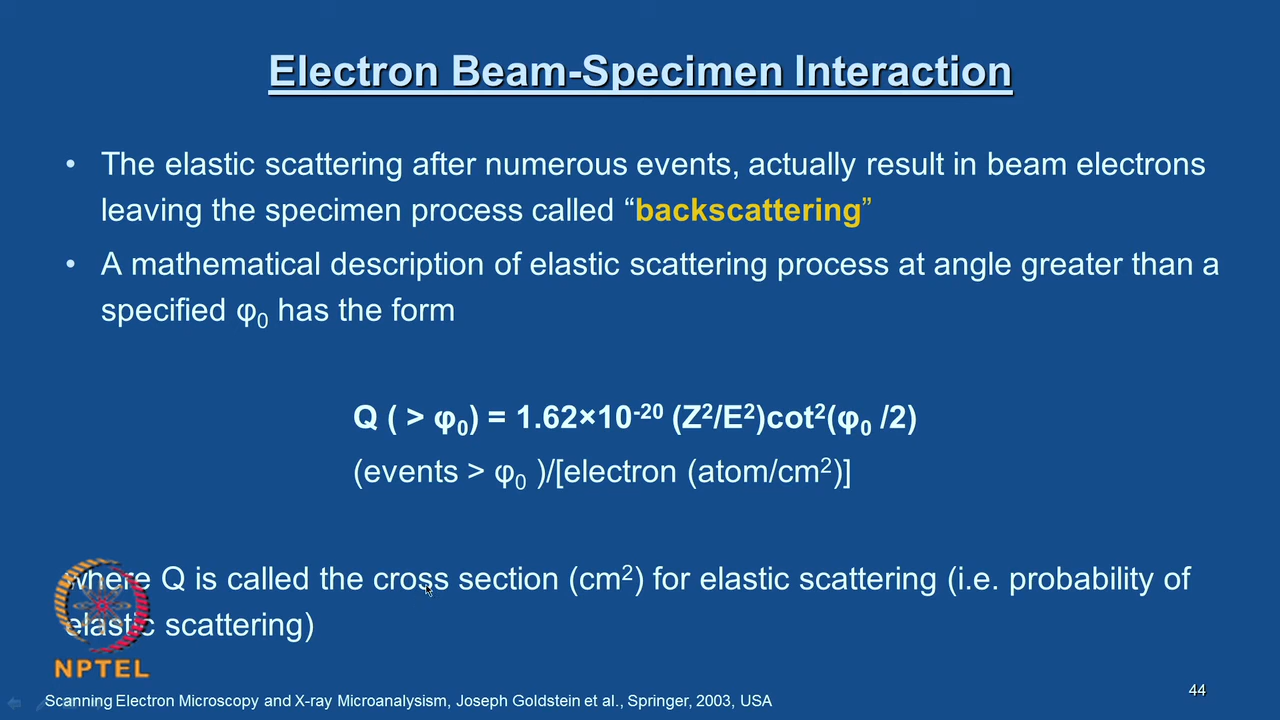 Electron Beam-Specimen Interaction
• The elastic scattering after numerous events, actually result in beam electrons
leaving the specimen process called “backscattering”
• A mathematical description of elastic scattering process at angle greater than a
specified φ₀ has the form
Q ( > φ₀) = 1.62×10⁻²⁰ (Z²/E²)cot²(φ₀ /2)
(events > φ₀ )/[electron (atom/cm²)]
where Q is called the cross section (cm²) for elastic scattering (i.e. probability of
elastic scattering)
NPTEL
Scanning Electron Microscopy and X-ray Microanalysism, Joseph Goldstein et al., Springer, 2003, USA
44